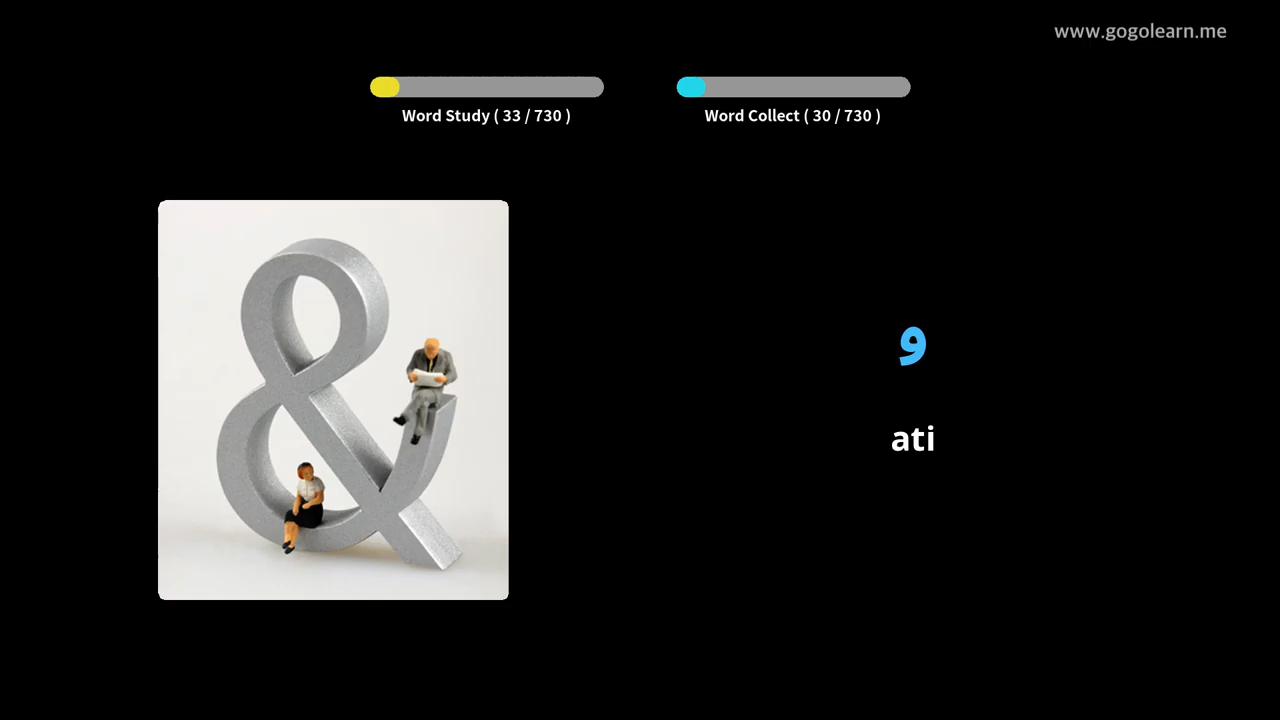 www.gogolearn.me
Word Study ( 33 / 730 )
Word Collect ( 30 / 730 )
&
و
ati